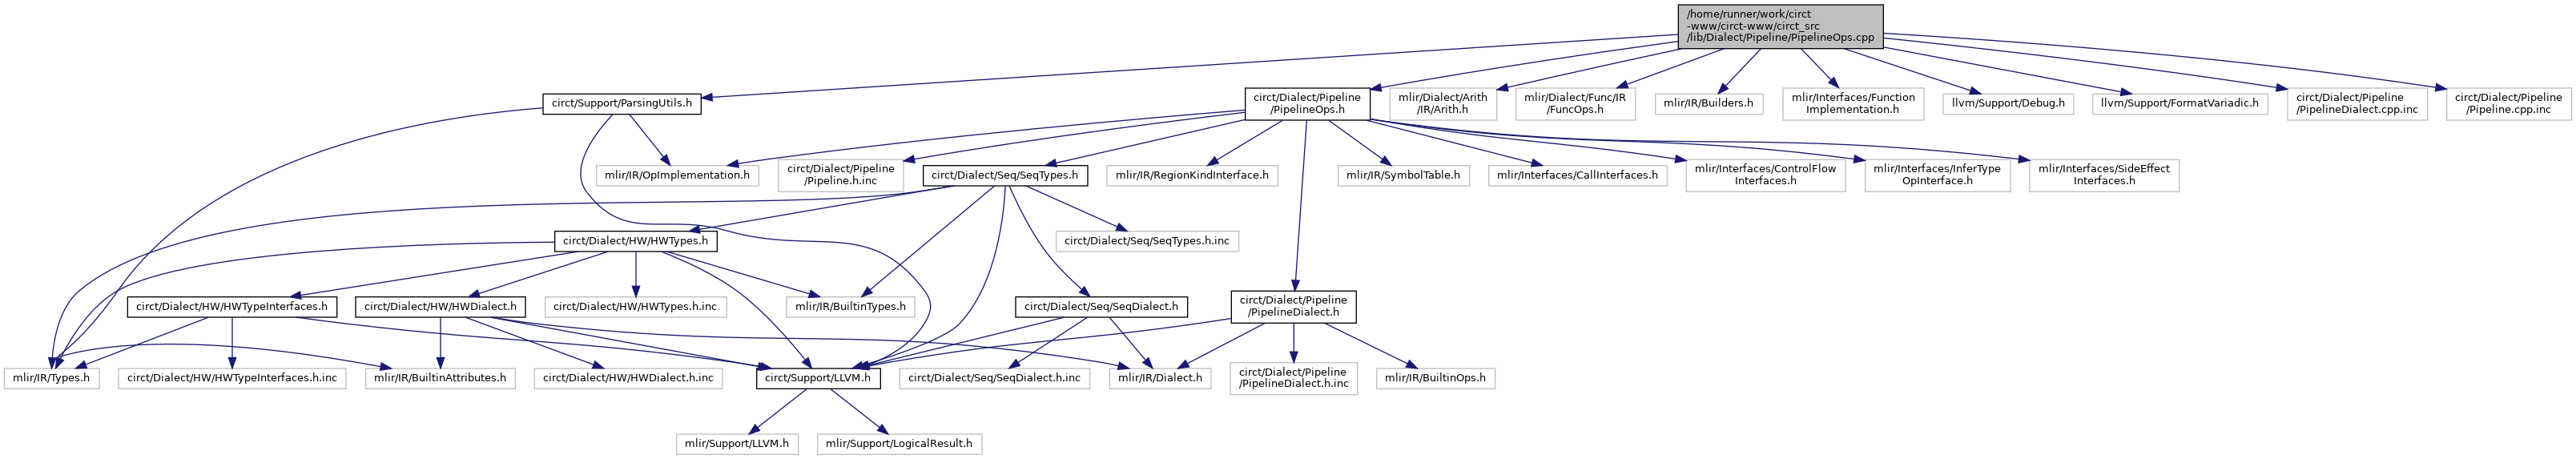 /home/runner/work/circt
-www/circt-www/circt_src
/lib/Dialect/Pipeline/PipelineOps.cpp
circt/Support/ParsingUtils.h
circt/Dialect/Pipeline
/PipelineOps.h
mlir/Dialect/Arith
/IR/Arith.h
mlir/Dialect/Func/IR
/FuncOps.h
mlir/IR/Builders.h
mlir/Interfaces/Function
Implementation.h
llvm/Support/Debug.h
llvm/Support/FormatVariadic.h
circt/Dialect/Pipeline
/PipelineDialect.cpp.inc
circt/Dialect/Pipeline
/Pipeline.cpp.inc
mlir/IR/OpImplementation.h
circt/Dialect/Pipeline
/Pipeline.h.inc
circt/Dialect/Seq/SeqTypes.h
mlir/IR/RegionKindInterface.h
mlir/IR/SymbolTable.h
mlir/Interfaces/CallInterfaces.h
mlir/Interfaces/ControlFlow
Interfaces.h
mlir/Interfaces/InferType
OpInterface.h
mlir/Interfaces/SideEffect
Interfaces.h
circt/Dialect/HW/HWTypes.h
circt/Dialect/Seq/SeqTypes.h.inc
circt/Dialect/HW/HWTypeInterfaces.h
circt/Dialect/HW/HWDialect.h
circt/Dialect/HW/HWTypes.h.inc
mlir/IR/BuiltinTypes.h
circt/Dialect/Seq/SeqDialect.h
circt/Dialect/Pipeline
/PipelineDialect.h
mlir/IR/Types.h
circt/Dialect/HW/HWTypeInterfaces.h.inc
mlir/IR/BuiltinAttributes.h
circt/Dialect/HW/HWDialect.h.inc
circt/Support/LLVM.h
circt/Dialect/Seq/SeqDialect.h.inc
mlir/IR/Dialect.h
circt/Dialect/Pipeline
/PipelineDialect.h.inc
mlir/IR/BuiltinOps.h
mlir/Support/LLVM.h
mlir/Support/LogicalResult.h